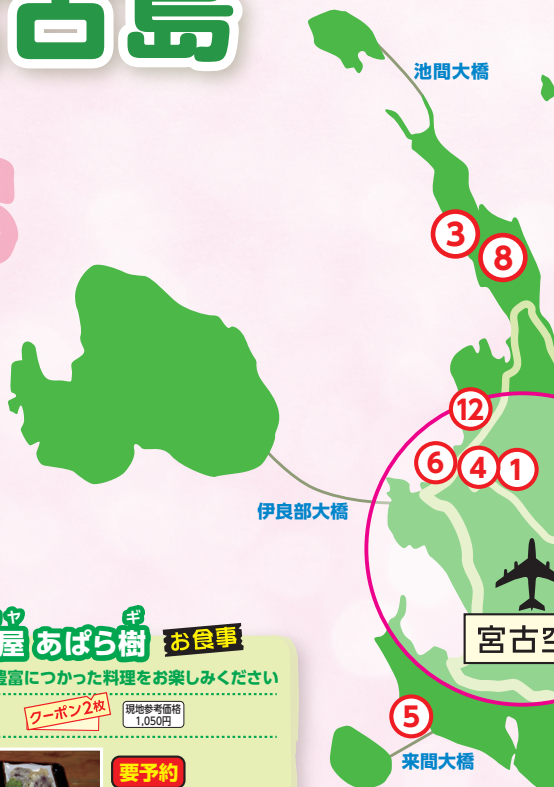 古島
池間大橋
3
8
12
6
4
1
伊良部大橋
宮古空
5
来間大橋
ヤ
ギ
屋 あぱら樹
お食事
豊富につかった料理をお楽しみください
クーポン2枚
現地参考価格
1,050円
要予約